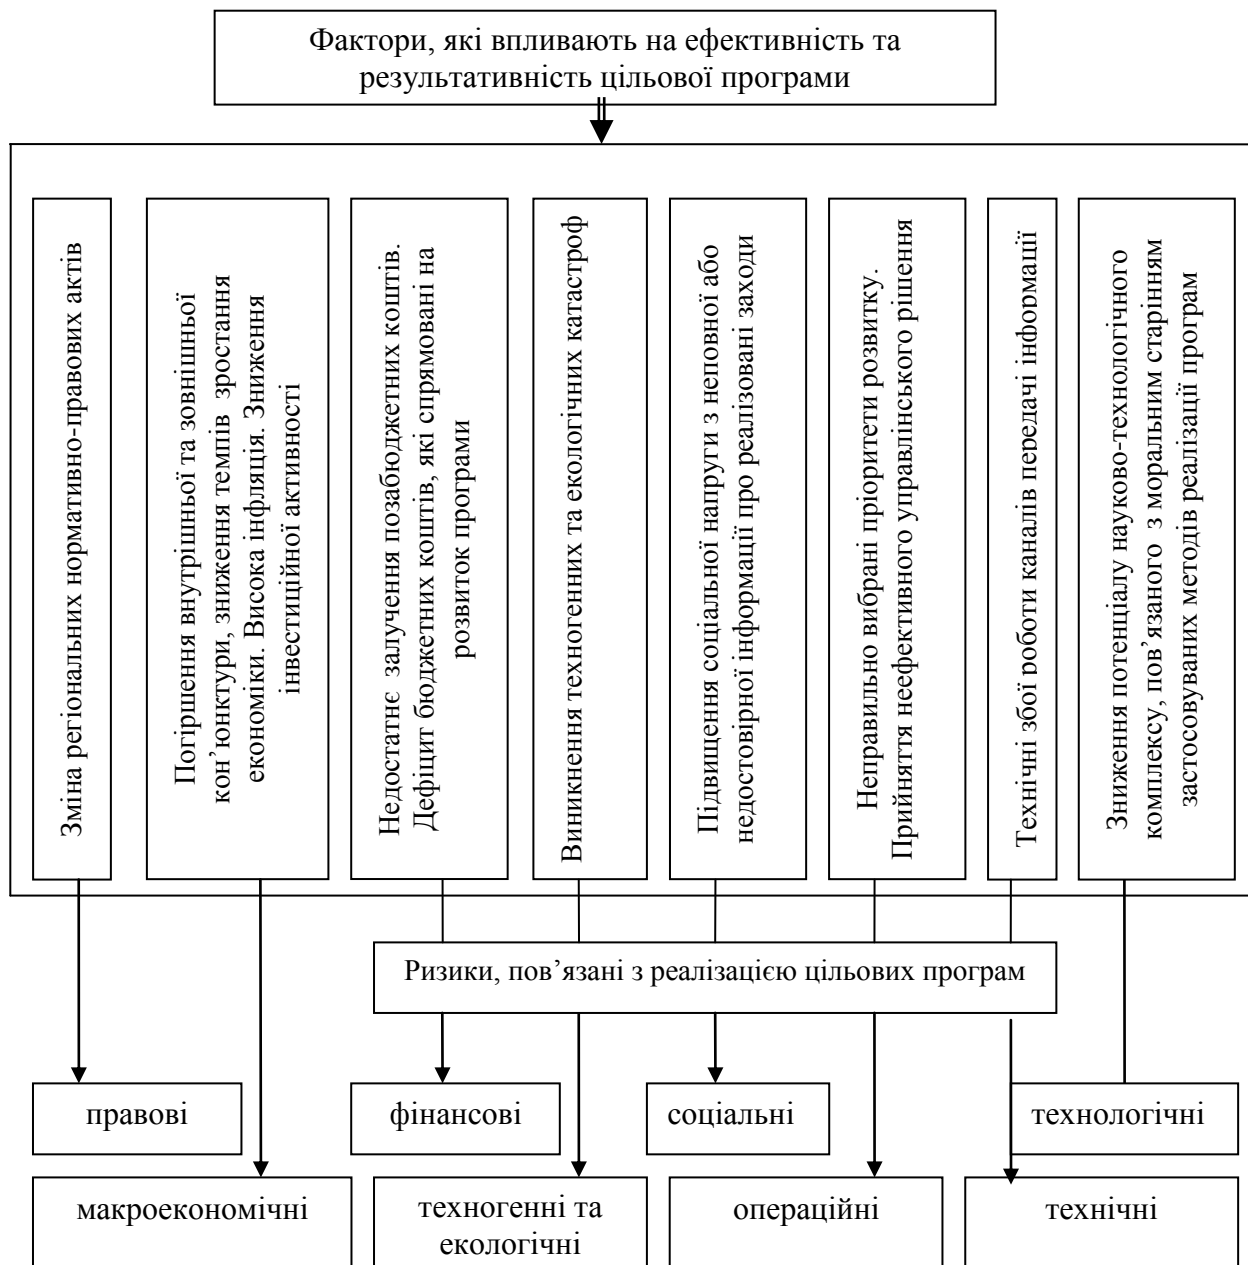 Фактори, які впливають на ефективність та
результативність цільової програми
Зміна регіональних нормативно-правових актів
Погіршення внутрішньої та зовнішньої
кон’юнктури, зниження темпів зростання
економіки. Висока інфляція. Зниження
інвестиційної активності
Недостатнє залучення позабюджетних коштів.
Дефіцит бюджетних коштів, які спрямовані на
розвиток програми
Виникнення техногенних та екологічних катастроф
Підвищення соціальної напруги з неповної або
недостовірної інформації про реалізовані заходи
Неправильно вибрані пріоритети розвитку.
Прийняття неефективного управлінського рішення
Технічні збої роботи каналів передачі інформації
Зниження потенціалу науково-технологічного
комплексу, пов’язаного з моральним старінням
застосовуваних методів реалізації програм
Ризики, пов’язані з реалізацією цільових програм
правові
фінансові
соціальні
технологічні
макроекономічні
техногенні та
екологічні
операційні
технічні